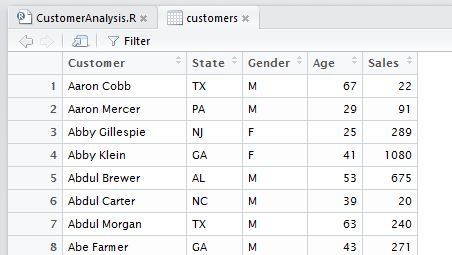 CustomerAnalysis.R customers
Filter
Customer State Gender Age Sales
1 Aaron Cobb TX M 67 22
2 Aaron Mercer PA M 29 91
3 Abby Gillespie NJ F 25 289
4 Abby Klein GA F 41 1080
5 Abdul Brewer AL M 53 675
6 Abdul Carter NC M 39 20
7 Abdul Morgan TX M 63 240
8 Abe Farmer GA M 43 271